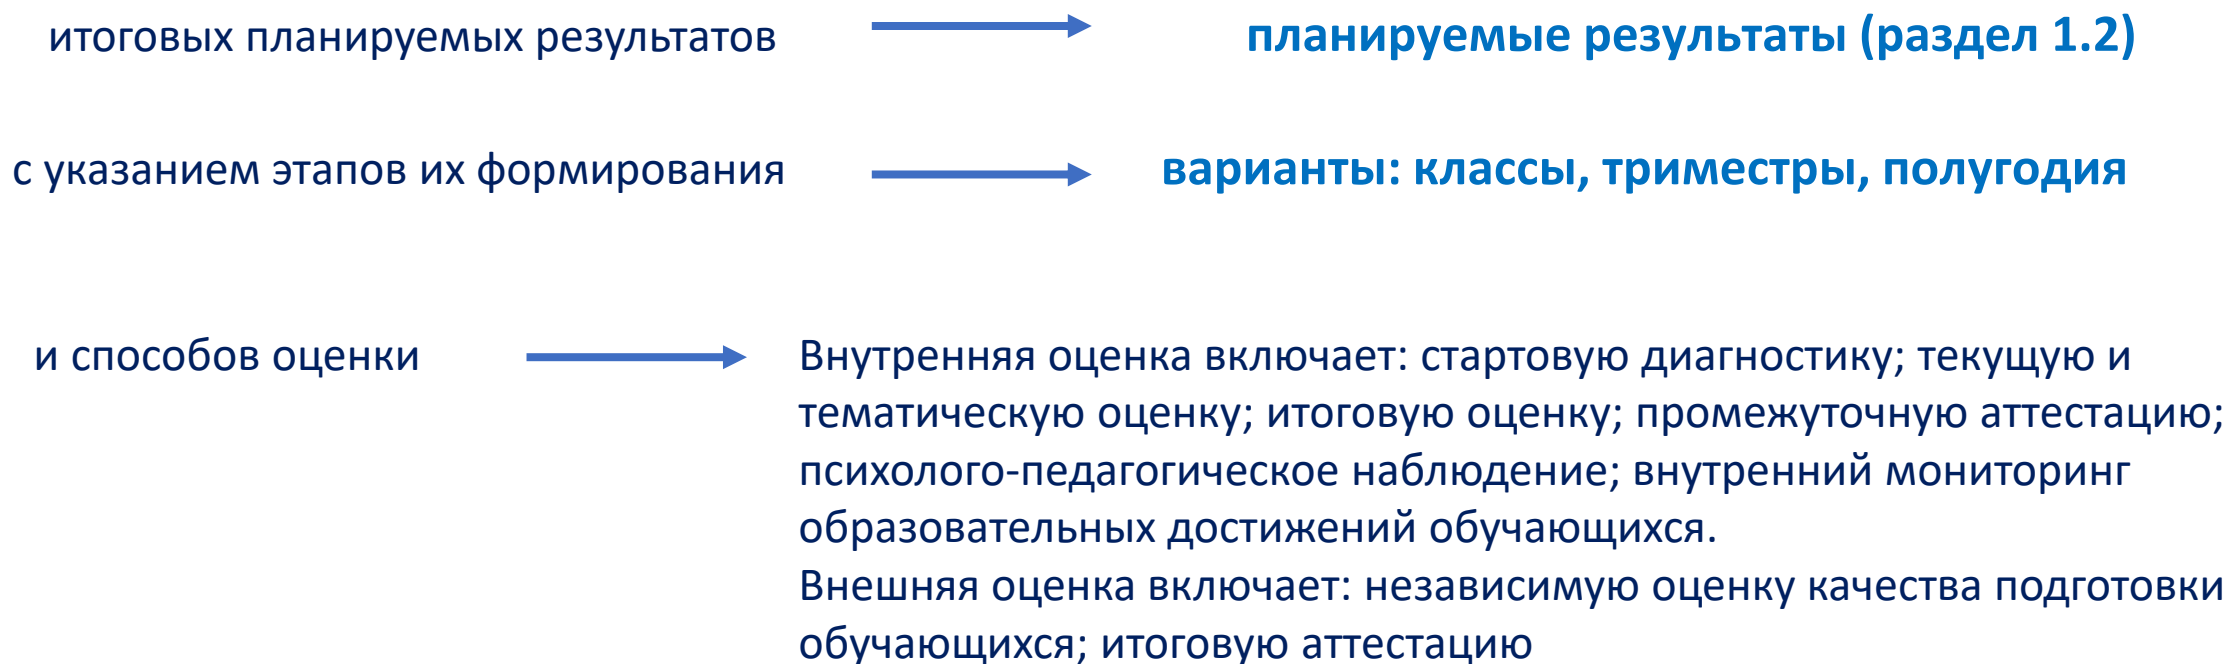 итоговых планируемых результатов
планируемые результаты (раздел 1.2)
с указанием этапов их формирования
варианты: классы, триместры, полугодия
и способов оценки
Внутренняя оценка включает: стартовую диагностику; текущую и
тематическую оценку; итоговую оценку; промежуточную аттестацию;
психолого-педагогическое наблюдение; внутренний мониторинг
образовательных достижений обучающихся.
Внешняя оценка включает: независимую оценку качества подготовки
обучающихся; итоговую аттестацию